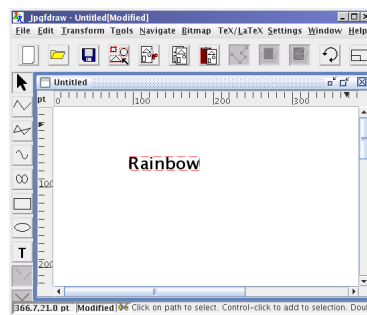 Jpgfdraw - Untitled[Modified]
File Edit Transform Tools Navigate Bitmap TeX/LaTeX Settings Window Help
Untitled
pt 0 100 200 300
Rainbow
100
T
200
366.7,21.0 pt Modified Click on path to select. Control-click to add to selection. Doul